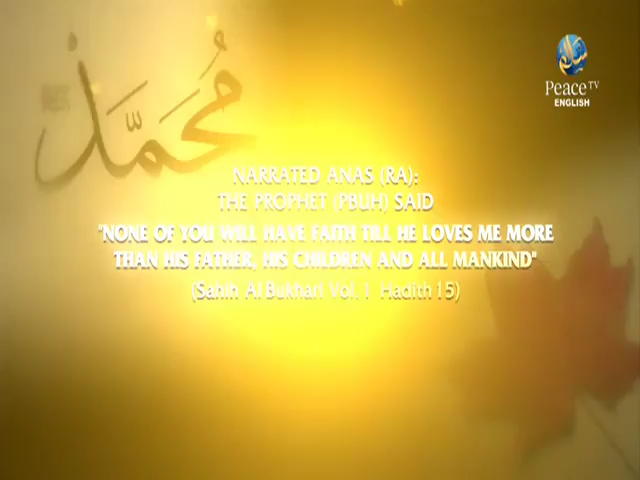 محمد
Peace TV
ENGLISH
NARRATED ANAS (RA):
THE PROPHET (PBUH) SAID
"NONE OF YOU WILL HAVE FAITH TILL HE LOVES ME MORE
THAN HIS FATHER, HIS CHILDREN AND ALL MANKIND"
(Sahih Al Bukhari Vol. 1 Hadith 15)